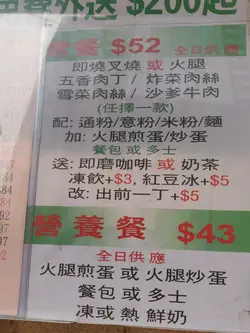 外送 $200起
餐 $52 全日供應
即燒叉燒 或 火腿
五香肉丁 / 炸菜肉絲
雪菜肉絲 / 沙爹牛肉
(任擇一款)
配: 通粉/意粉/米粉/麵
加: 火腿煎蛋/炒蛋
餐包 或 多士
送: 即磨咖啡 或 奶茶
凍飲+$3, 紅豆冰+$5
改: 出前一丁+$5
營養餐 $43
全日供應
火腿煎蛋 或 火腿炒蛋
餐包 或 多士
凍或 熱 鮮奶